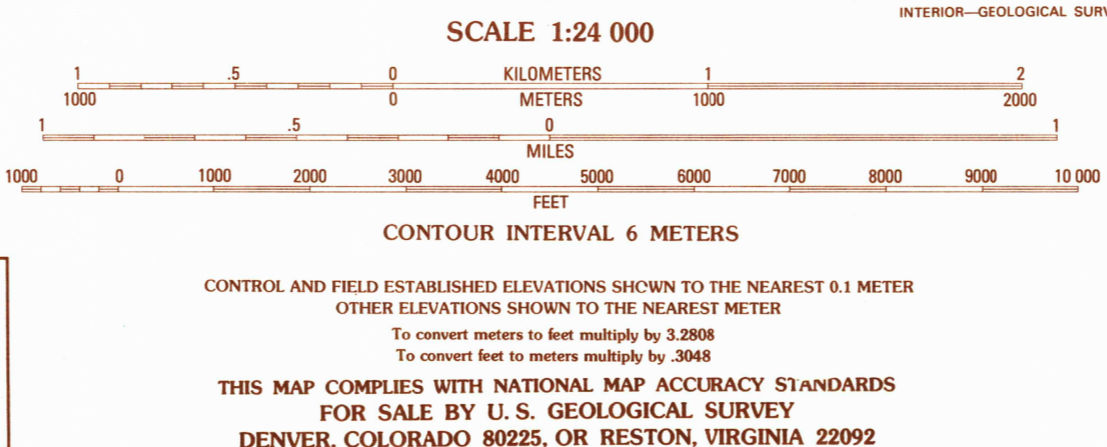 INTERIOR—GEOLOGICAL SURV
SCALE 1:24 000
1 .5 0 KILOMETERS 1 2
1000 0 METERS 1000 2000
1 .5 0 1
MILES
1000 0 1000 2000 3000 4000 5000 6000 7000 8000 9000 10 000
FEET
CONTOUR INTERVAL 6 METERS
CONTROL AND FIELD ESTABLISHED ELEVATIONS SHOWN TO THE NEAREST 0.1 METER
OTHER ELEVATIONS SHOWN TO THE NEAREST METER
To convert meters to feet multiply by 3.2808
To convert feet to meters multiply by .3048
THIS MAP COMPLIES WITH NATIONAL MAP ACCURACY STANDARDS
FOR SALE BY U. S. GEOLOGICAL SURVEY
DENVER, COLORADO 80225, OR RESTON, VIRGINIA 22092